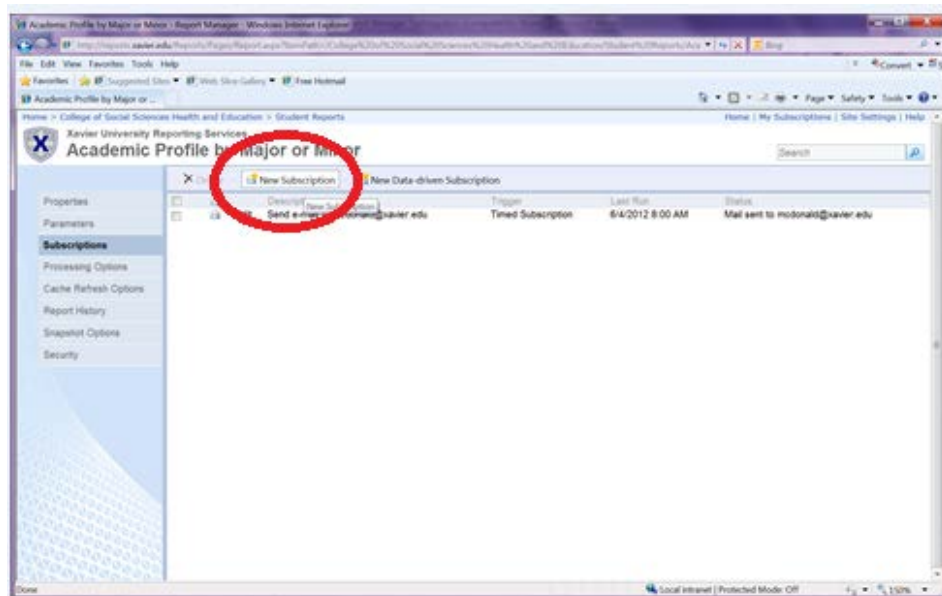 Academic Profile by Major or Minor - Report Manager - Windows Internet Explorer
Bing
File Edit View Favorites Tools Help
Convert
Favorites Suggested Sites Web Slice Gallery Free Hotmail
Academic Profile by Major or ...
Page Safety Tools
Home > College of Social Sciences Health and Education > Student Reports
Home | My Subscriptions | Site Settings | Help
Xavier University Reporting Services
Academic Profile by Major or Minor
Search
New Subscription New Data-driven Subscription
Trigger Last Run Status
New Subscription
Send e-mail Timed Subscription 6/4/2012 8:00 AM Mail sent to mcdonald@xavier.edu
Properties
Parameters
Subscriptions
Processing Options
Cache Refresh Options
Report History
Snapshot Options
Security
Done
Local intranet | Protected Mode: Off
150%